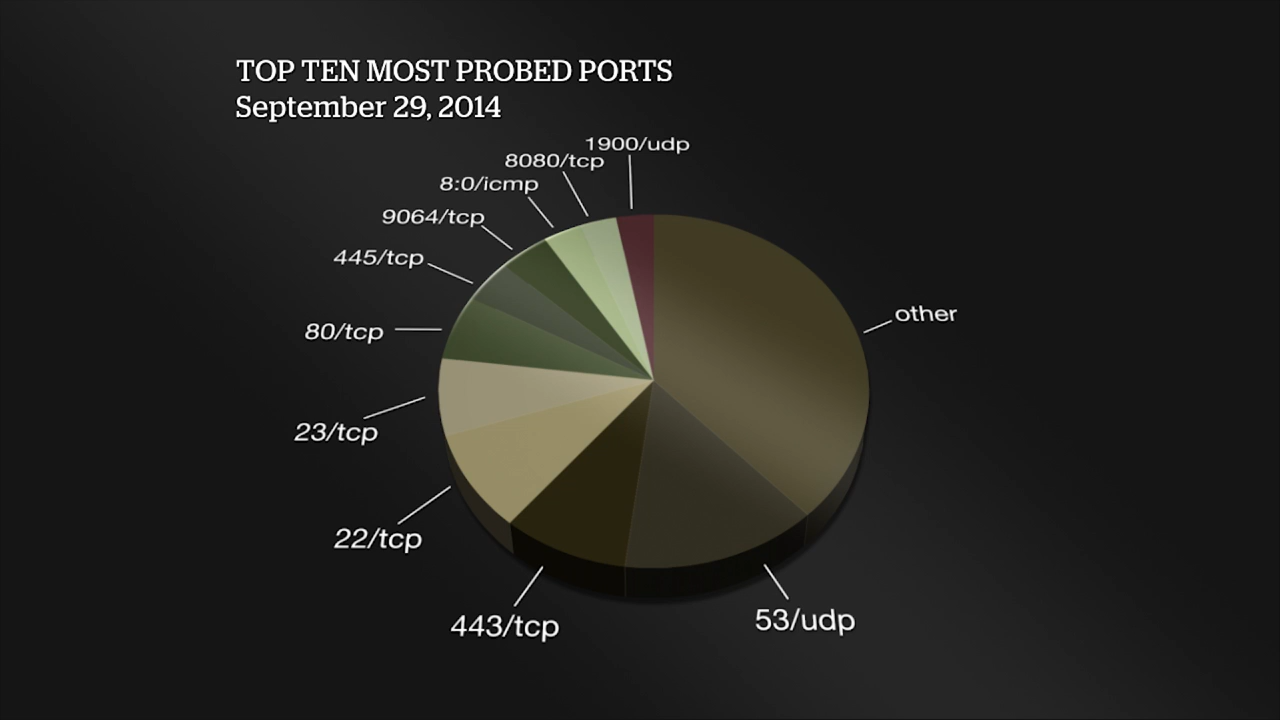 TOP TEN MOST PROBED PORTS
September 29, 2014
1900/udp
8080/tcp
8:0/icmp
9064/tcp
445/tcp
other
80/tcp
23/tcp
22/tcp
53/udp
443/tcp